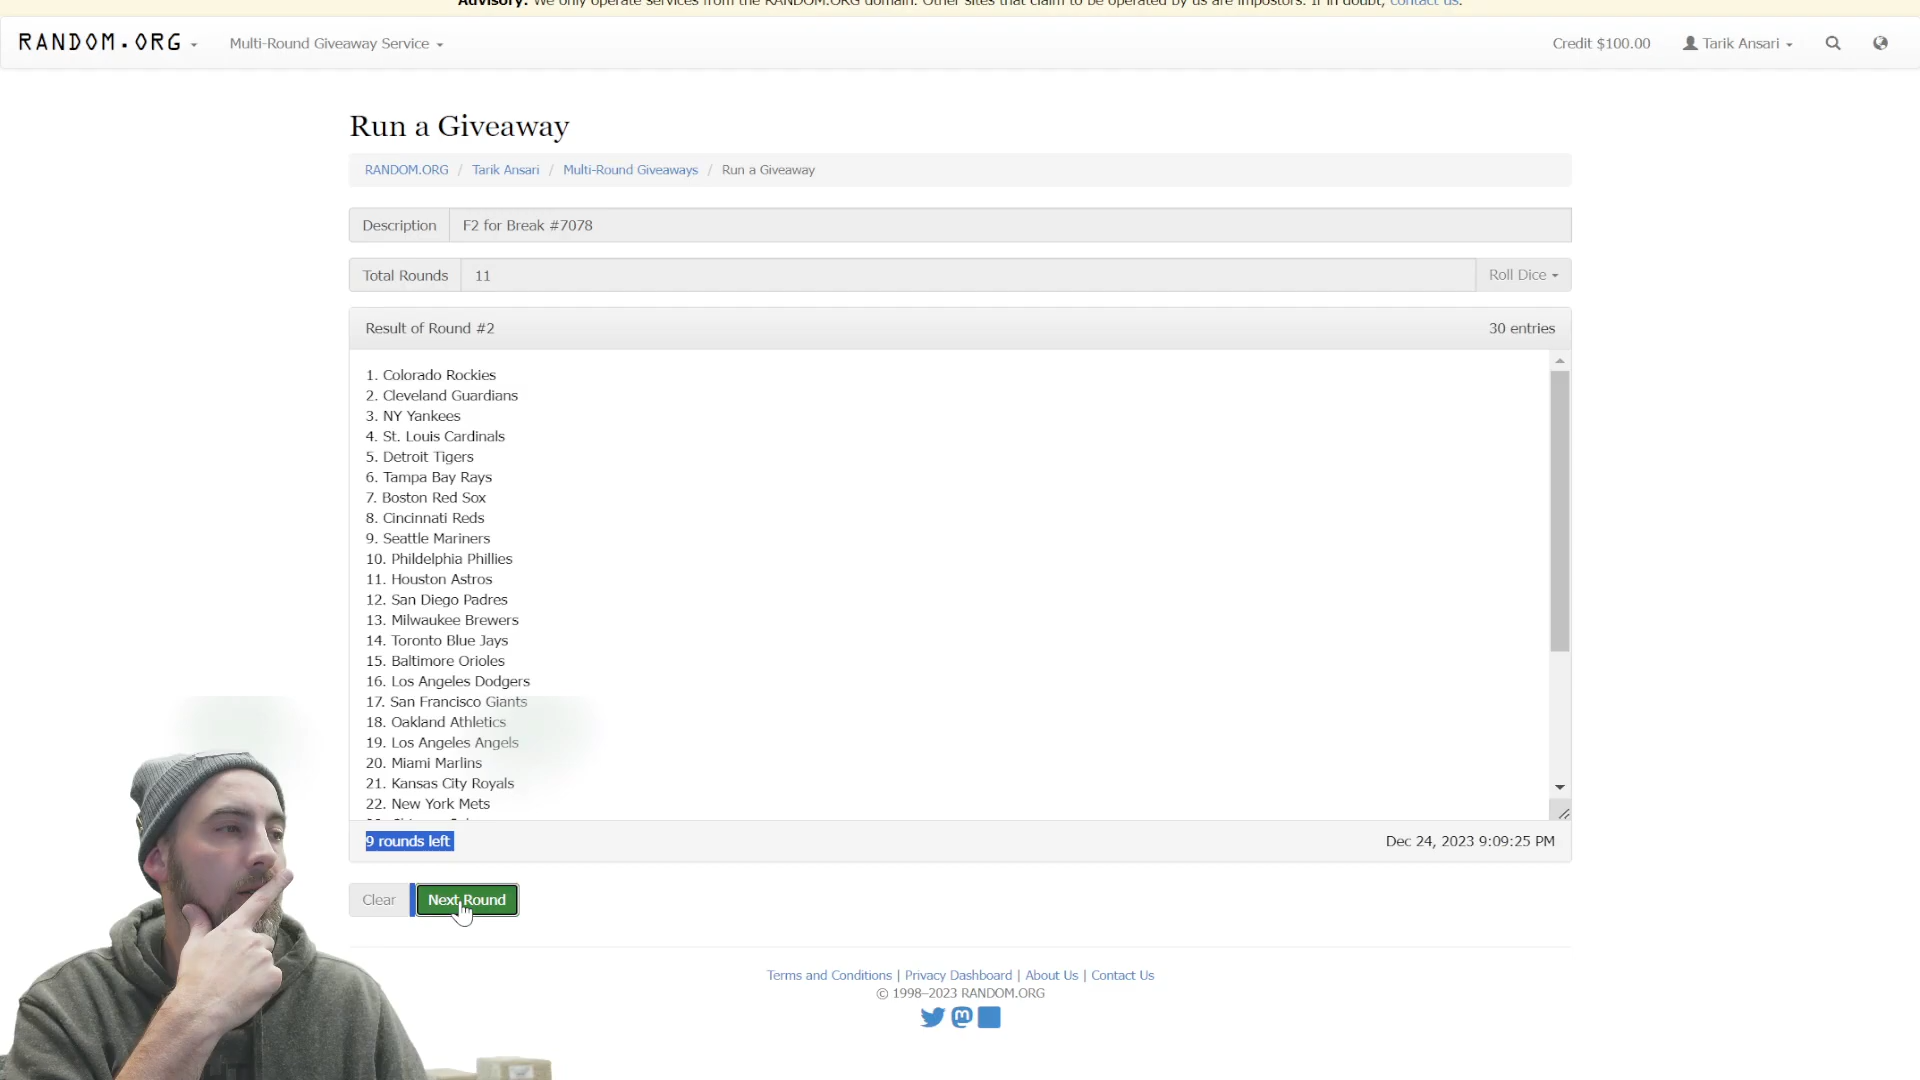 Advisory: We only operate services from the RANDOM.ORG domain. Other sites that claim to be operated by us are impostors. If in doubt, contact us.
RANDOM.ORG Multi-Round Giveaway Service Credit $100.00 Tarik Ansari
Run a Giveaway
RANDOM.ORG / Tarik Ansari / Multi-Round Giveaways / Run a Giveaway
Description F2 for Break #7078
Total Rounds 11 Roll Dice
Result of Round #2 30 entries
1. Colorado Rockies
2. Cleveland Guardians
3. NY Yankees
4. St. Louis Cardinals
5. Detroit Tigers
6. Tampa Bay Rays
7. Boston Red Sox
8. Cincinnati Reds
9. Seattle Mariners
10. Phildelphia Phillies
11. Houston Astros
12. San Diego Padres
13. Milwaukee Brewers
14. Toronto Blue Jays
15. Baltimore Orioles
16. Los Angeles Dodgers
17. San Francisco Giants
18. Oakland Athletics
19. Los Angeles Angels
20. Miami Marlins
21. Kansas City Royals
22. New York Mets
9 rounds left Dec 24, 2023 9:09:25 PM
Clear Next Round
Terms and Conditions | Privacy Dashboard | About Us | Contact Us
© 1998–2023 RANDOM.ORG